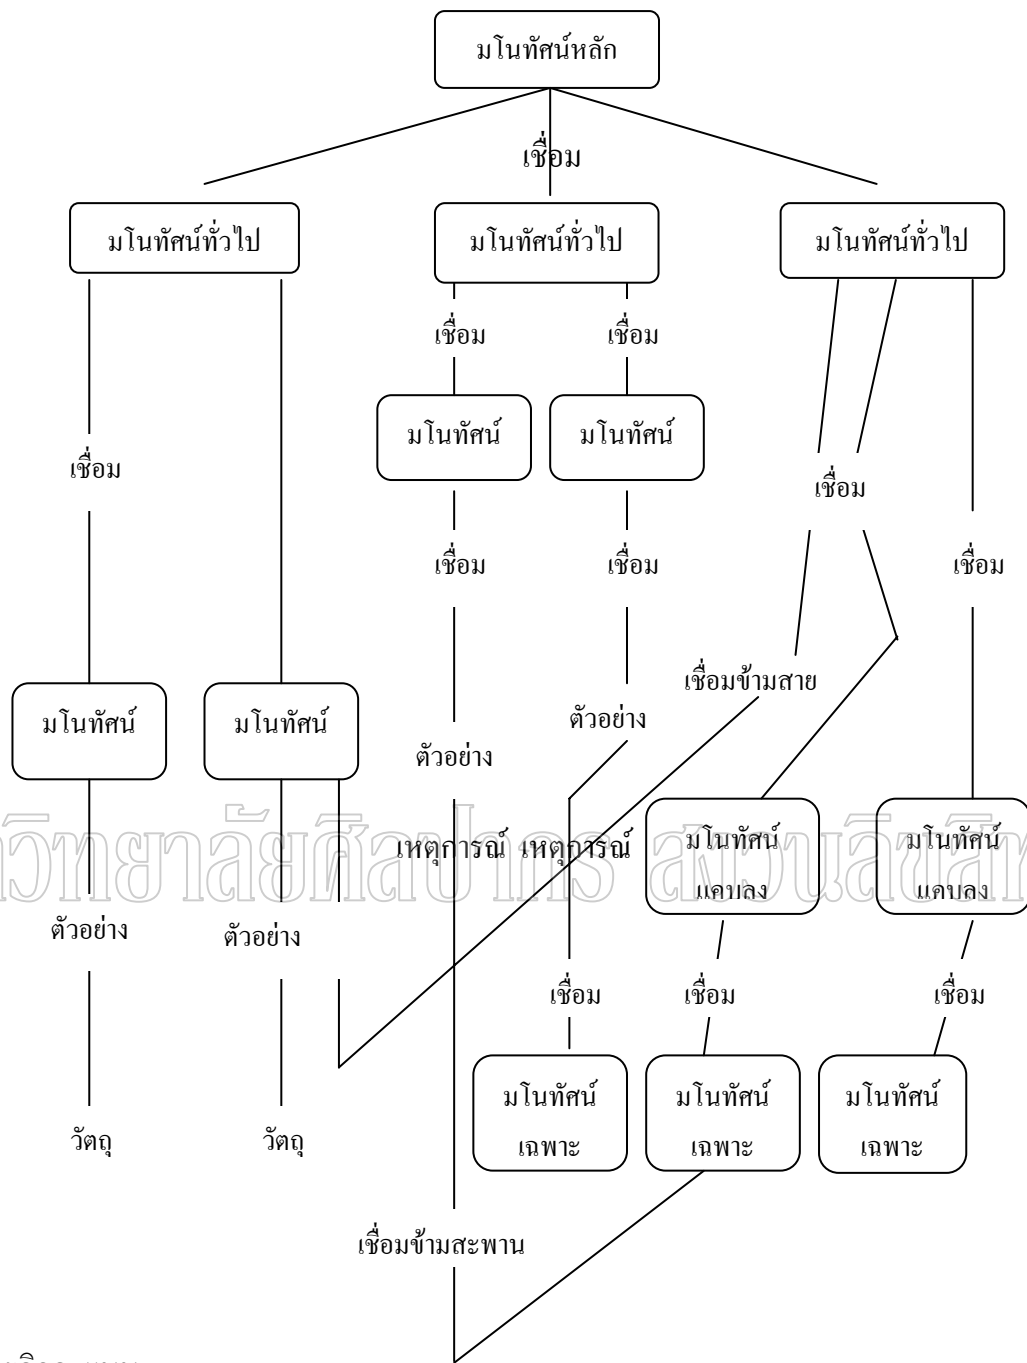 มโนทัศน์หลัก
เชื่อม
มโนทัศน์ทั่วไป
มโนทัศน์ทั่วไป
มโนทัศน์ทั่วไป
เชื่อม
เชื่อม
มโนทัศน์
มโนทัศน์
เชื่อม
เชื่อม
เชื่อม
เชื่อม
เชื่อม
เชื่อมข้ามสาย
มโนทัศน์
มโนทัศน์
ตัวอย่าง
ตัวอย่าง
เหตุการณ์ เหตุการณ์
มโนทัศน์
แคบลง
มโนทัศน์
แคบลง
ตัวอย่าง
ตัวอย่าง
เชื่อม
เชื่อม
เชื่อม
มโนทัศน์
เฉพาะ
มโนทัศน์
เฉพาะ
มโนทัศน์
เฉพาะ
วัตถุ
วัตถุ
เชื่อมข้ามสะพาน